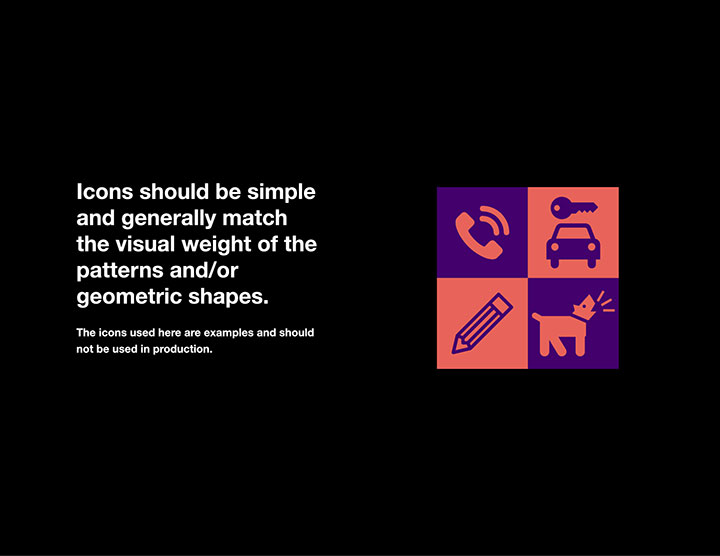 Icons should be simple
and generally match
the visual weight of the
patterns and/or
geometric shapes.
The icons used here are examples and should
not be used in production.